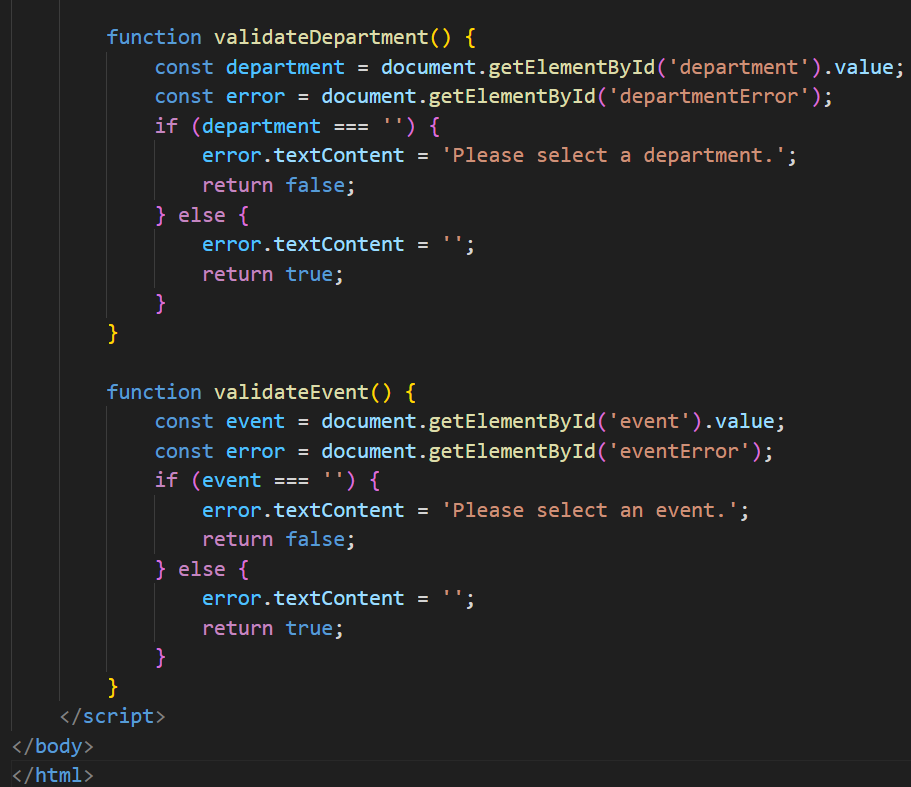 function validateDepartment() {
const department = document.getElementById('department').value;
const error = document.getElementById('departmentError');
if (department === '') {
error.textContent = 'Please select a department.';
return false;
} else {
error.textContent = '';
return true;
}
}
function validateEvent() {
const event = document.getElementById('event').value;
const error = document.getElementById('eventError');
if (event === '') {
error.textContent = 'Please select an event.';
return false;
} else {
error.textContent = '';
return true;
}
}
</script>
</body>
</html>